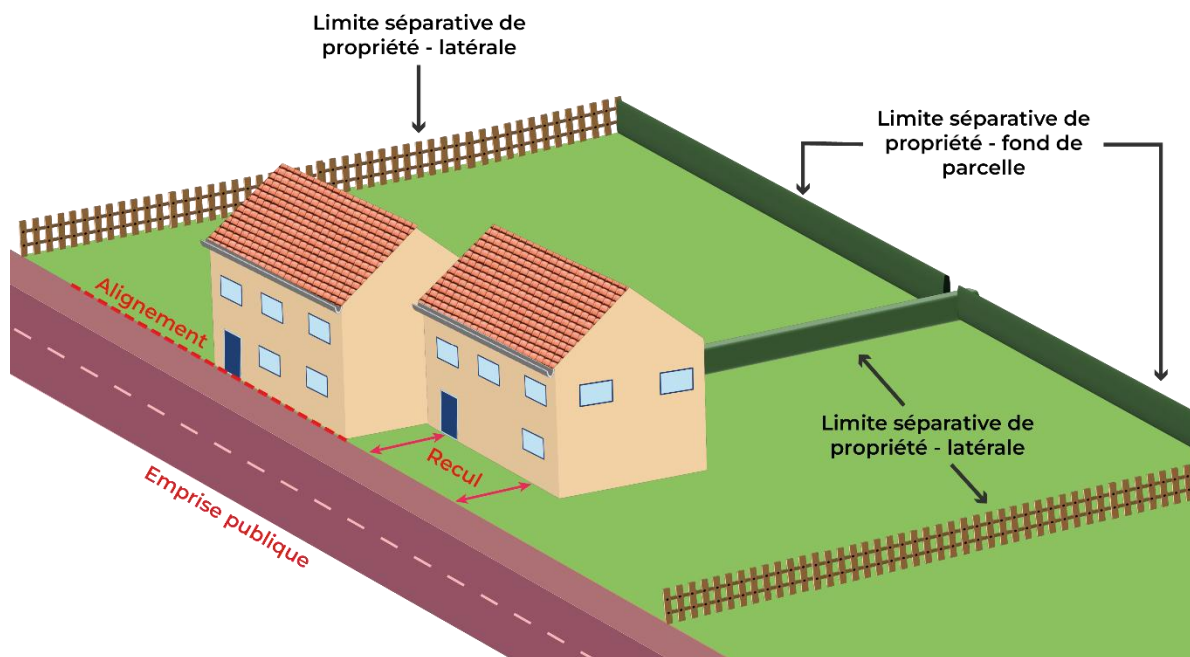 Limite séparative de
propriété - latérale
Limite séparative de
propriété - fond de
parcelle
Alignement
Recul
Limite séparative de
propriété - latérale
Emprise publique